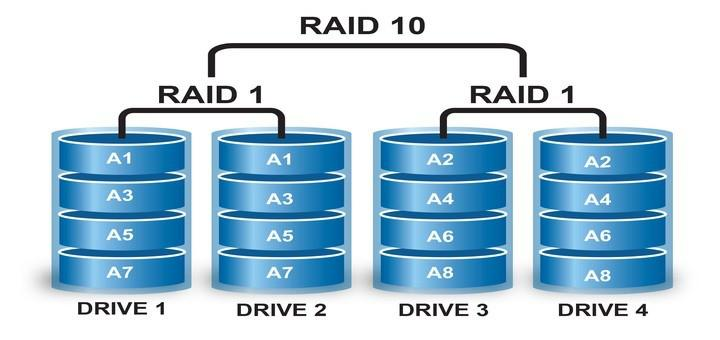 RAID 10
RAID 1 RAID 1
A1 A1 A2 A2
A3 A3 A4 A4
A5 A5 A6 A6
A7 A7 A8 A8
DRIVE 1 DRIVE 2 DRIVE 3 DRIVE 4